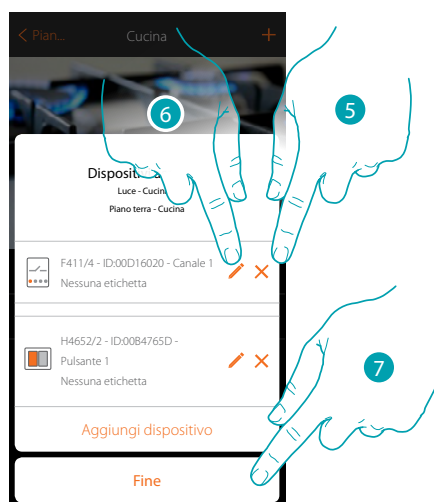 Pian...
Cucina
6
5
Luce - Cucina
Piano terra - Cucina
F411/4 - ID:00D16020 - Canale 1
Nessuna etichetta
H4652/2 - ID:00B4765D -
Pulsante 1
Nessuna etichetta
7
Aggiungi dispositivo
Fine